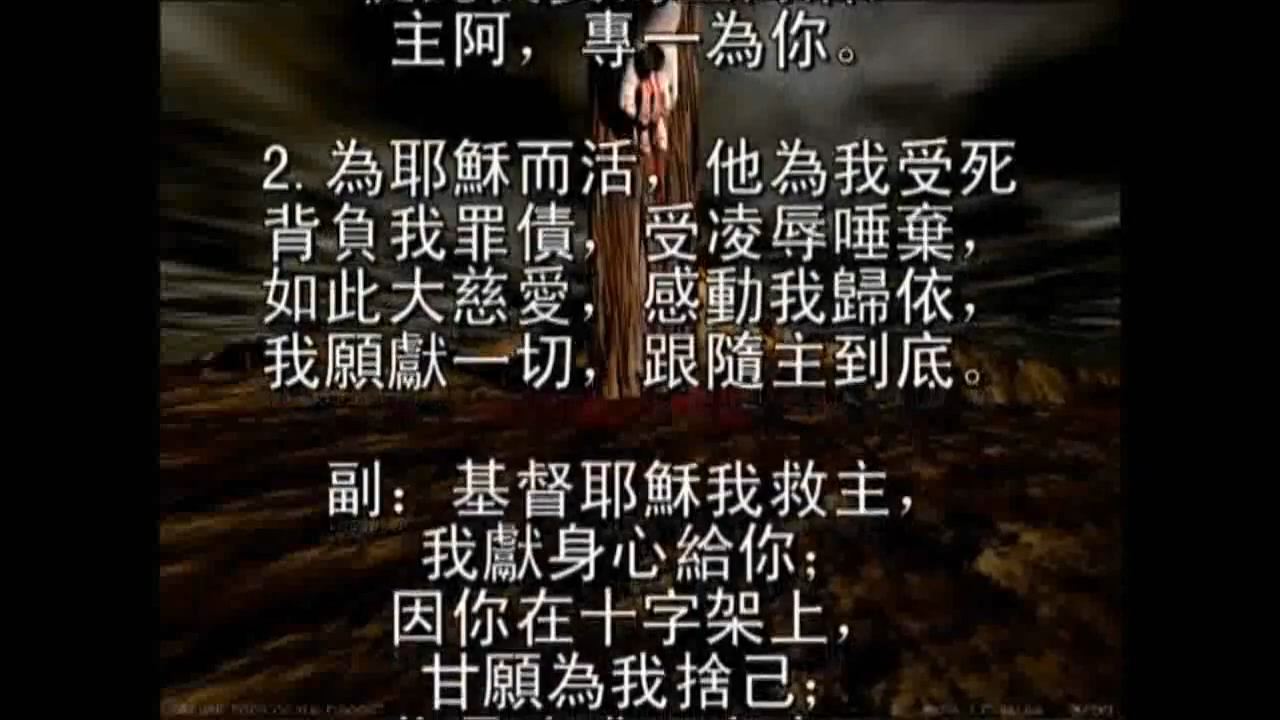 主阿，專一為你。
2.為耶穌而活，他為我受死
背負我罪債，受凌辱唾棄，
如此大慈愛，感動我歸依，
我願獻一切，跟隨主到底。
副：基督耶穌我救主，
我獻身心給你；
因你在十字架上，
甘願為我捨己；